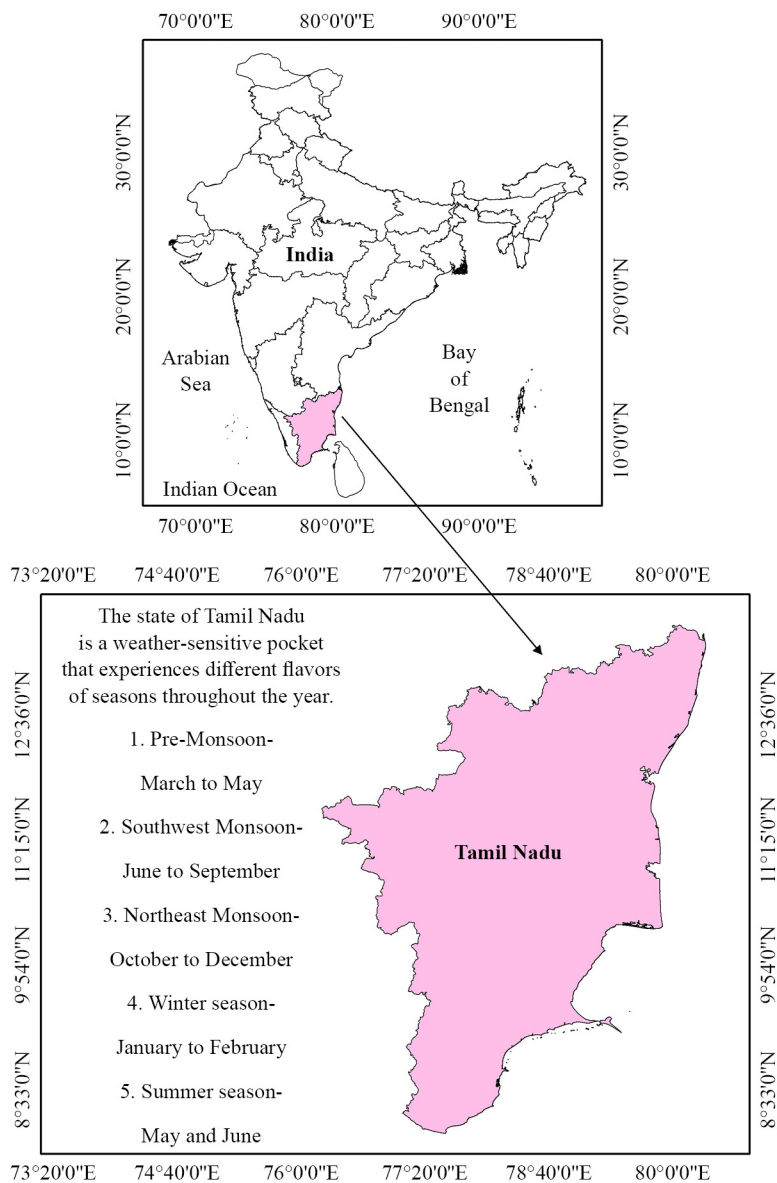 70°0'0"E 80°0'0"E 90°0'0"E
30°0'0"N
20°0'0"N
10°0'0"N
India
Arabian
Sea
Bay
of
Bengal
Indian Ocean
30°0'0"N
20°0'0"N
10°0'0"N
70°0'0"E 80°0'0"E 90°0'0"E
73°20'0"E 74°40'0"E 76°0'0"E 77°20'0"E 78°40'0"E 80°0'0"E
12°36'0"N
11°15'0"N
9°54'0"N
8°33'0"N
The state of Tamil Nadu
is a weather-sensitive pocket
that experiences different flavors
of seasons throughout the year.
1. Pre-Monsoon-
March to May
2. Southwest Monsoon-
June to September
3. Northeast Monsoon-
October to December
4. Winter season-
January to February
5. Summer season-
May and June
Tamil Nadu
12°36'0"N
11°15'0"N
9°54'0"N
8°33'0"N
73°20'0"E 74°40'0"E 76°0'0"E 77°20'0"E 78°40'0"E 80°0'0"E